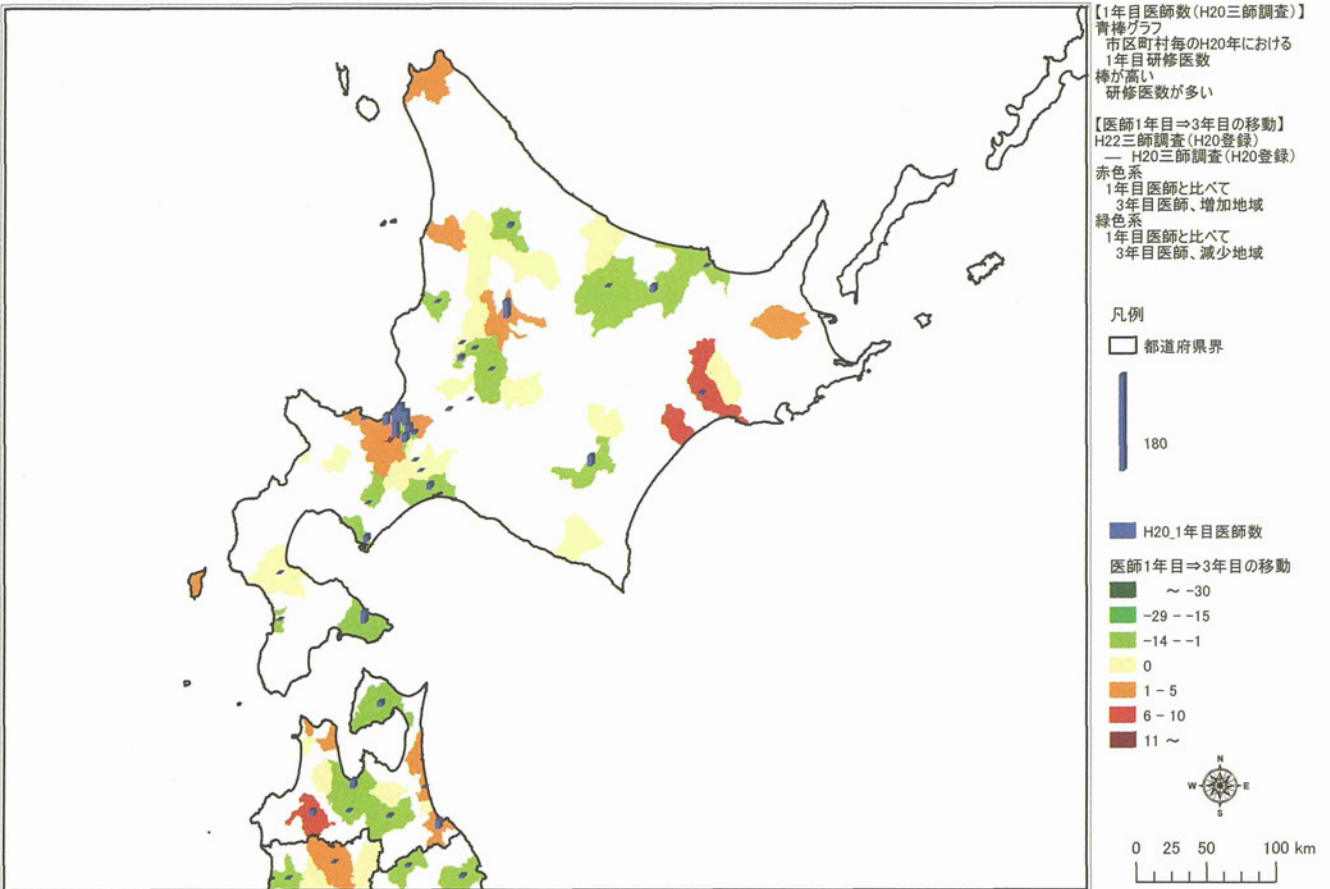 【1年目医師数(H20三師調査)】
青棒グラフ
市区町村毎のH20年における
1年目研修医数
棒が高い
研修医数が多い
【医師1年目⇒3年目の移動】
H22三師調査(H20登録)
― H20三師調査(H20登録)
赤色系
1年目医師と比べて
3年目医師、増加地域
緑色系
1年目医師と比べて
3年目医師、減少地域
凡例
都道府県界
180
H20_1年目医師数
医師1年目⇒3年目の移動
～ -30
-29 - -15
-14 - -1
0
1 - 5
6 - 10
11 ～
N
W E
S
0 25 50 100 km